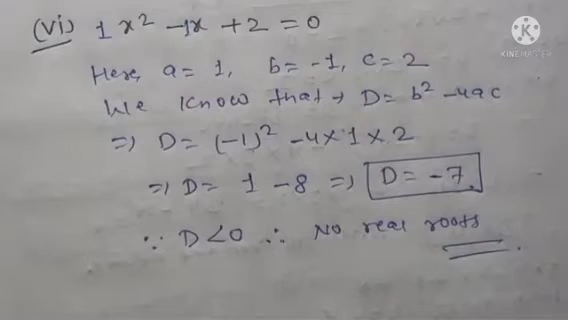 (vi) 1x² -1x + 2 = 0
KINEMASTER
Here, a = 1, b = -1, c = 2
We know that → D = b² - 4ac
⇒ D = (-1)² - 4 × 1 × 2
⇒ D = 1 - 8 ⇒ D = -7
∵ D < 0 ∴ No real roots